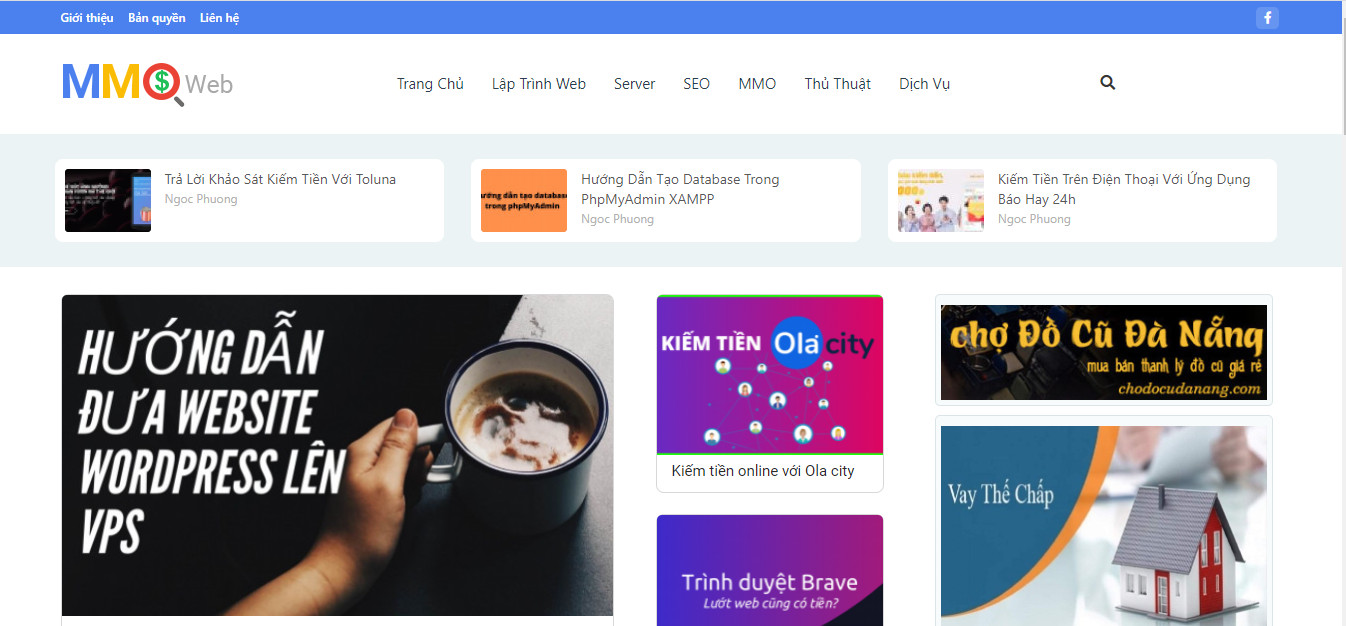 Giới thiệu Bản quyền Liên hệ
MMO Web
Trang Chủ Lập Trình Web Server SEO MMO Thủ Thuật Dịch Vụ
Trả Lời Khảo Sát Kiếm Tiền Với Toluna
Ngoc Phuong
hướng dẫn tạo database
trong phpMyAdmin
Hướng Dẫn Tạo Database Trong
PhpMyAdmin XAMPP
Ngoc Phuong
Kiếm Tiền Trên Điện Thoại Với Ứng Dụng
Báo Hay 24h
Ngoc Phuong
HƯỚNG DẪN
ĐƯA WEBSITE
WORDPRESS LÊN
VPS
KIẾM TIỀN Ola city
Kiếm tiền online với Ola city
Trình duyệt Brave
Lướt web cũng có tiền?
chợ Đồ Cũ Đà Nẵng
mua bán thanh lý đồ cũ giá rẻ
chodocudanang.com
Vay Thế Chấp